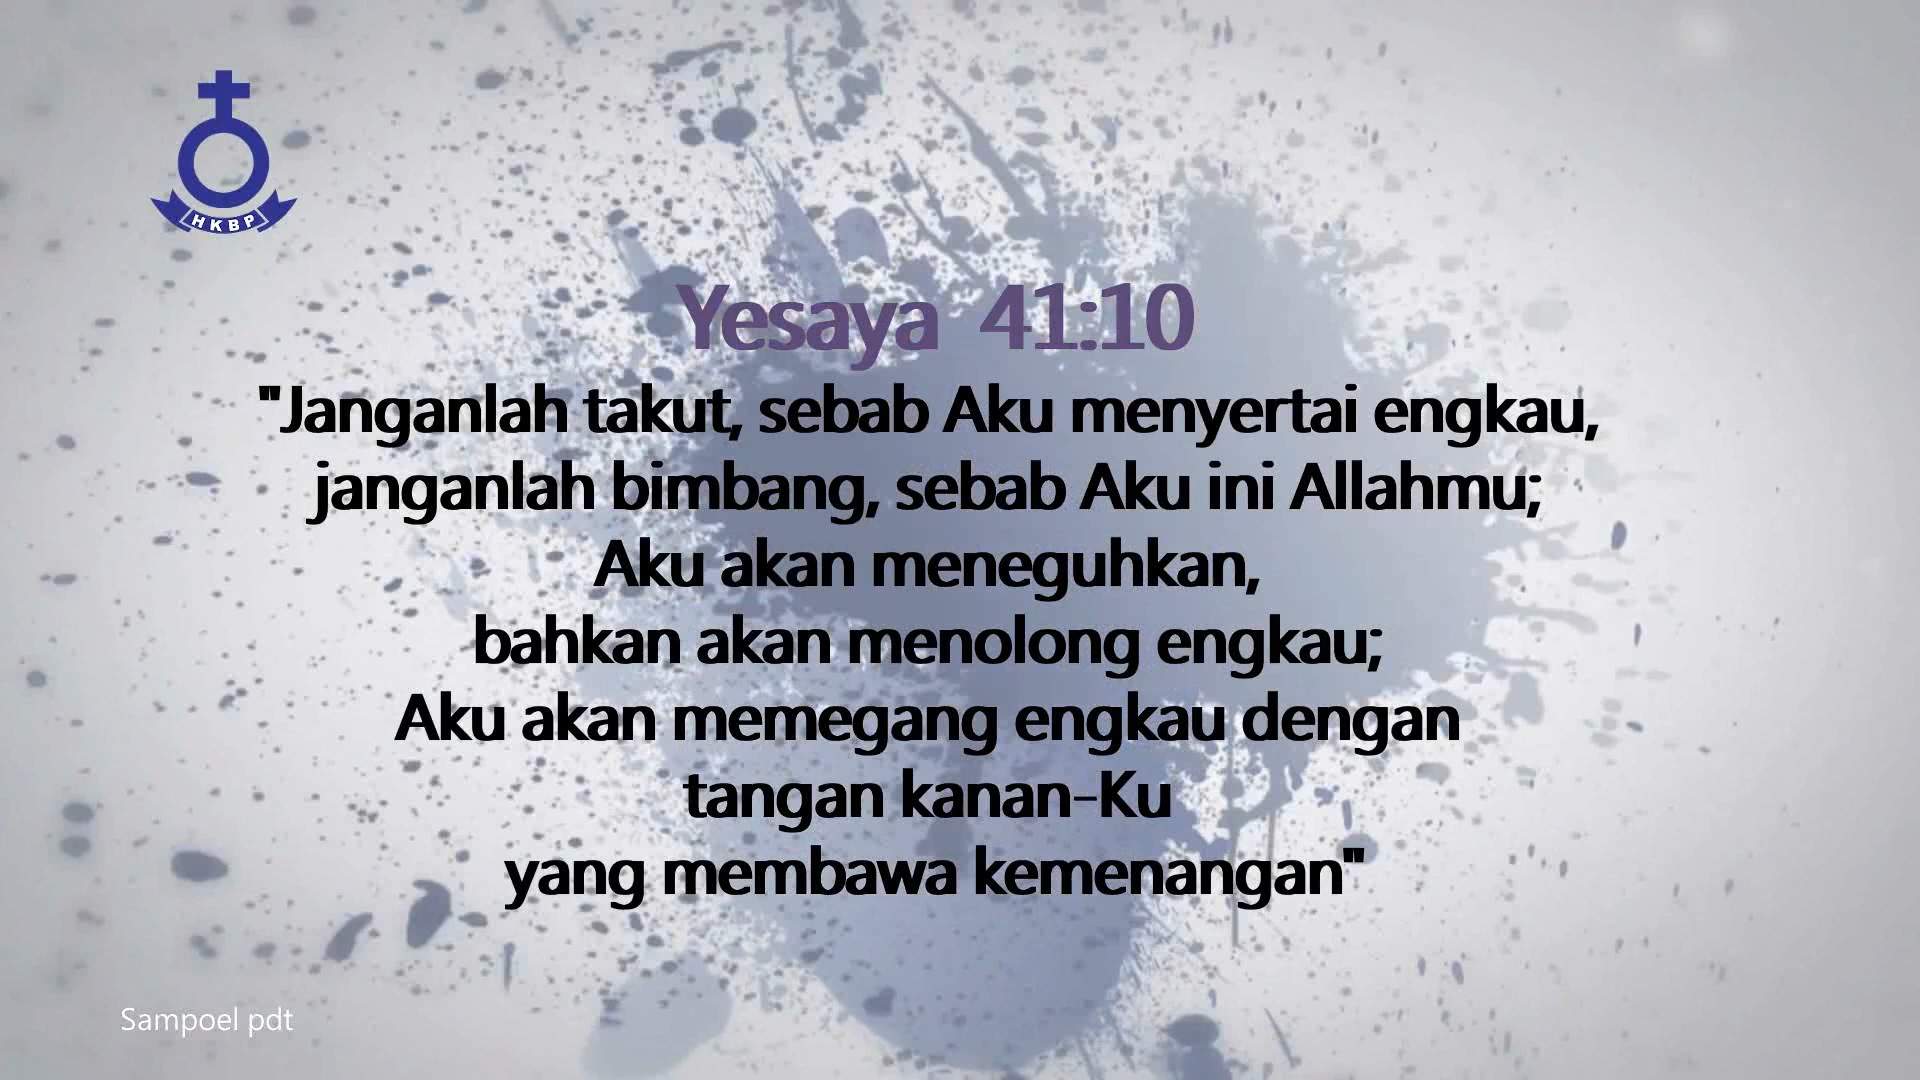 HKBP
Yesaya 41:10
"Janganlah takut, sebab Aku menyertai engkau,
janganlah bimbang, sebab Aku ini Allahmu;
Aku akan meneguhkan,
bahkan akan menolong engkau;
Aku akan memegang engkau dengan
tangan kanan-Ku
yang membawa kemenangan"
Sampoel pdt